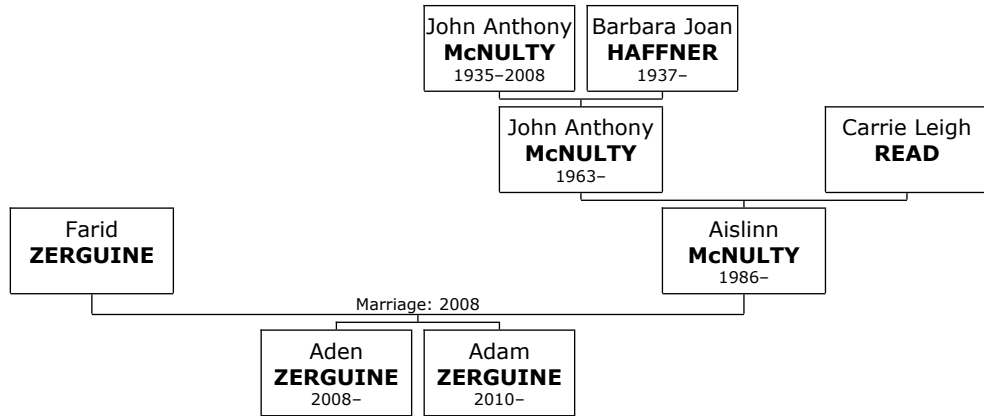 John Anthony
McNULTY
1935–2008
Barbara Joan
HAFFNER
1937–
John Anthony
McNULTY
1963–
Carrie Leigh
READ
Farid
ZERGUINE
Aislinn
McNULTY
1986–
Marriage: 2008
Aden
ZERGUINE
2008–
Adam
ZERGUINE
2010–